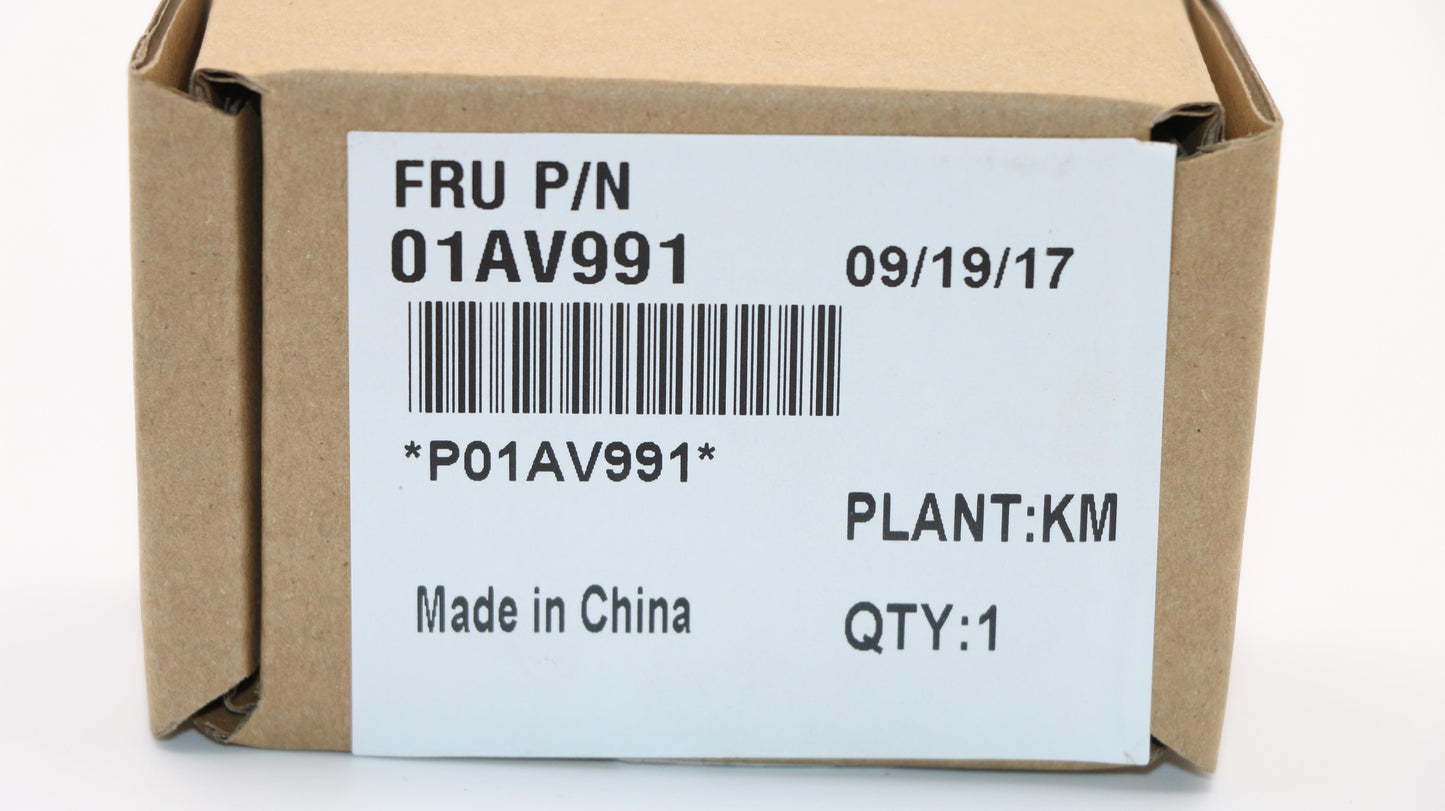 FRU P/N
01AV991
09/19/17
*P01AV991*
PLANT:KM
Made in China
QTY:1